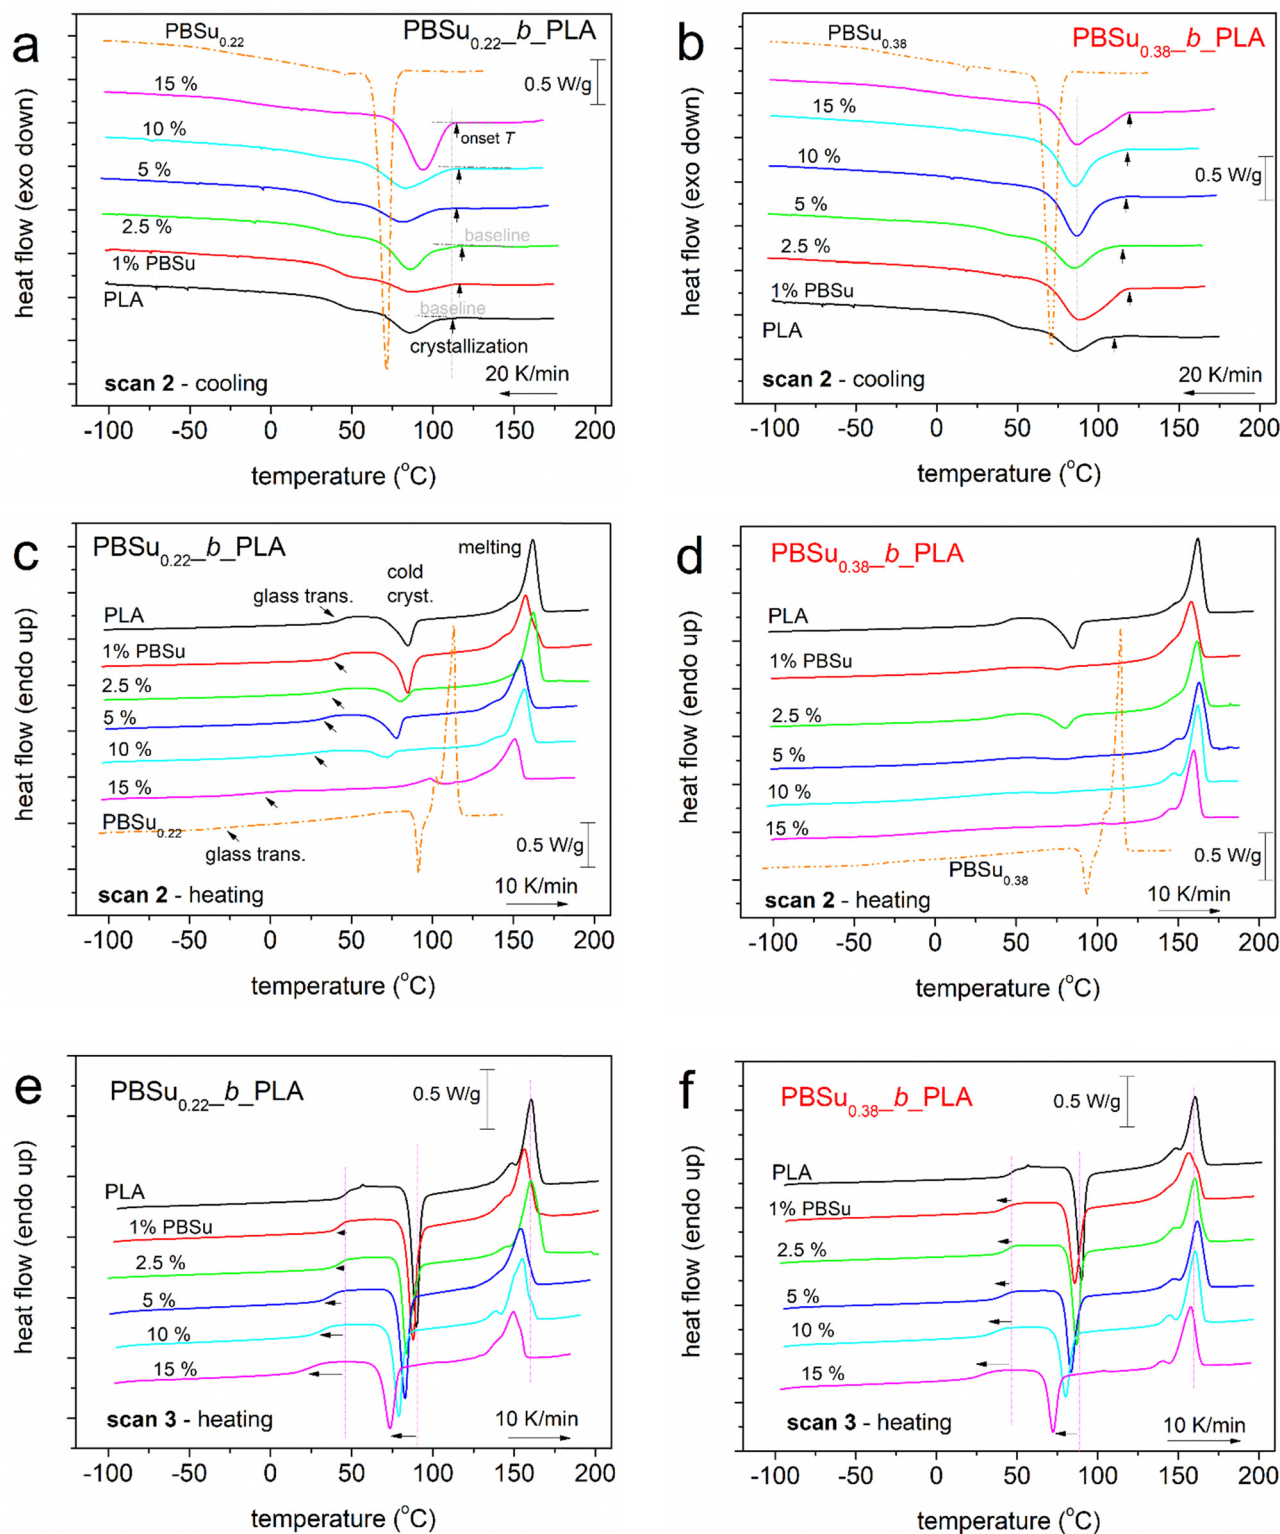 a
PBSu0.22
PBSu0.22_b_PLA
0.5 W/g
15 %
10 %
onset T
5 %
2.5 %
baseline
1% PBSu
PLA
baseline
crystallization
scan 2 - cooling
20 K/min
heat flow (exo down)
-100 -50 0 50 100 150 200
temperature (°C)
b
PBSu0.38
PBSu0.38_b_PLA
15 %
10 %
0.5 W/g
5 %
2.5 %
1% PBSu
PLA
scan 2 - cooling
20 K/min
heat flow (exo down)
-100 -50 0 50 100 150 200
temperature (°C)
c
PBSu0.22_b_PLA
melting
cold
cryst.
glass trans.
PLA
1% PBSu
2.5 %
5 %
10 %
15 %
PBSu0.22
glass trans.
0.5 W/g
scan 2 - heating
10 K/min
heat flow (endo up)
-100 -50 0 50 100 150 200
temperature (°C)
d
PBSu0.38_b_PLA
PLA
1% PBSu
2.5 %
5 %
10 %
15 %
PBSu0.38
0.5 W/g
scan 2 - heating
10 K/min
heat flow (endo up)
-100 -50 0 50 100 150 200
temperature (°C)
e
PBSu0.22_b_PLA
0.5 W/g
PLA
1% PBSu
2.5 %
5 %
10 %
15 %
scan 3 - heating
10 K/min
heat flow (endo up)
-100 -50 0 50 100 150 200
temperature (°C)
f
PBSu0.38_b_PLA
0.5 W/g
PLA
1% PBSu
2.5 %
5 %
10 %
15 %
scan 3 - heating
10 K/min
heat flow (endo up)
-100 -50 0 50 100 150 200
temperature (°C)